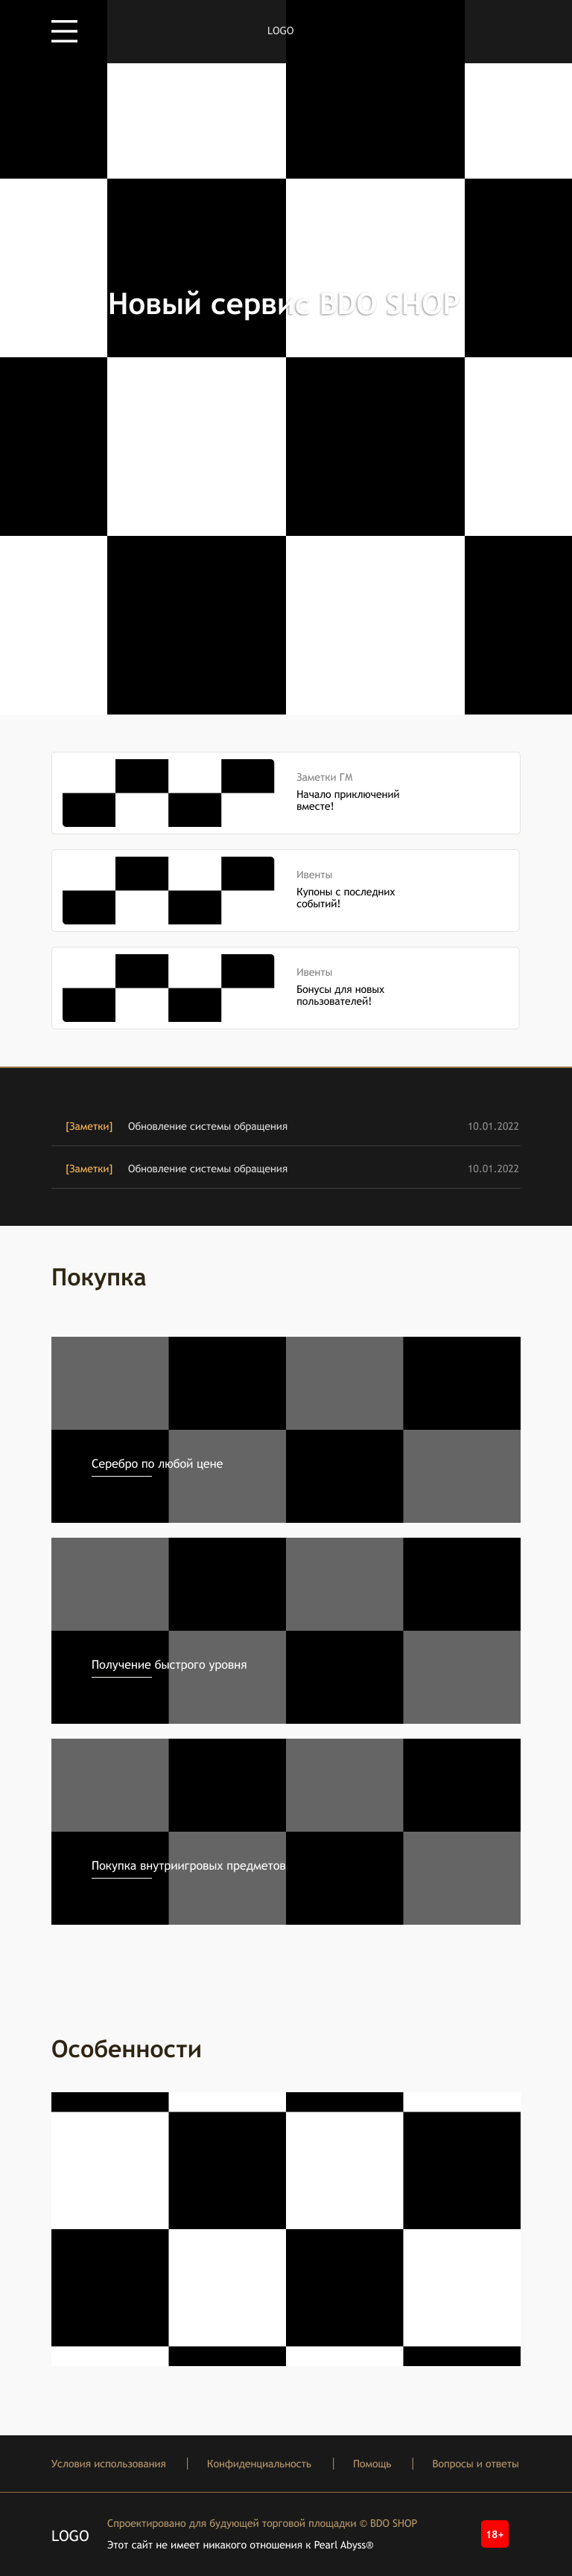 LOGO
Новый сервис BDO SHOP
Заметки ГМ
Начало приключений
вместе!
Ивенты
Купоны с последних
событий!
Ивенты
Бонусы для новых
пользователей!
[Заметки] Обновление системы обращения 10.01.2022
[Заметки] Обновление системы обращения 10.01.2022
Покупка
Серебро по любой цене
Получение быстрого уровня
Покупка внутриигровых предметов
Особенности
Условия использования | Конфиденциальность | Помощь | Вопросы и ответы
LOGO
Спроектировано для будующей торговой площадки © BDO SHOP
Этот сайт не имеет никакого отношения к Pearl Abyss®
18+